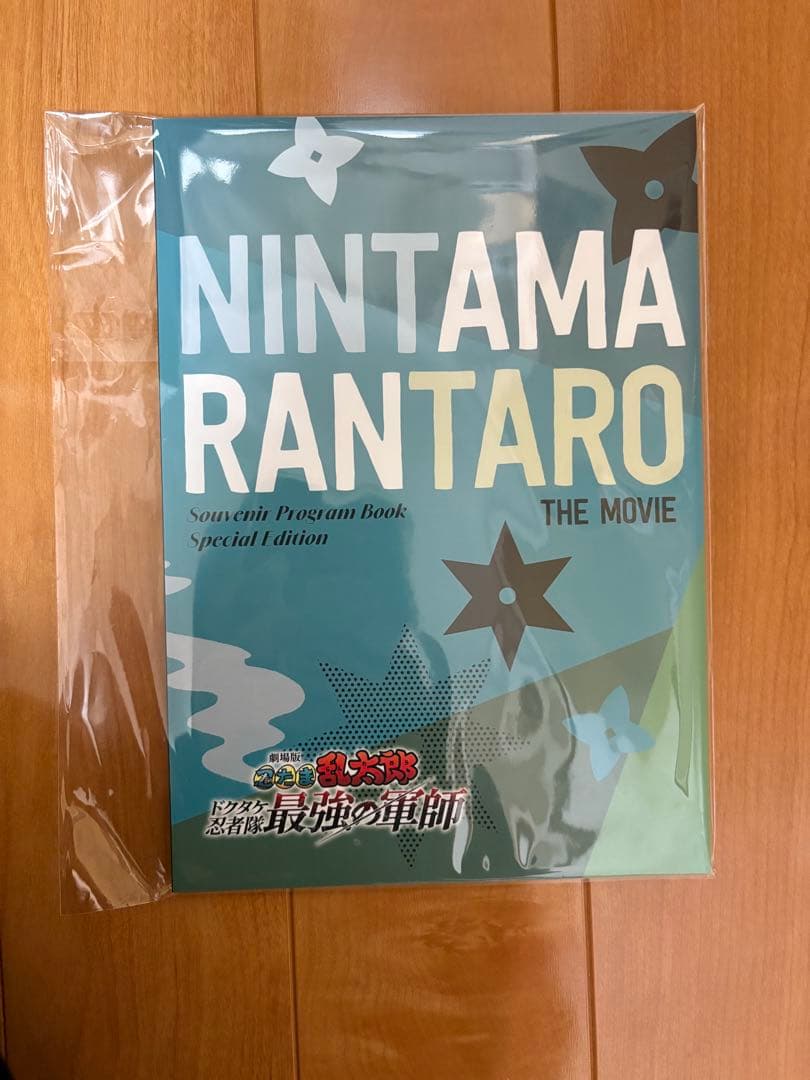 NINTAMA
RANTARO
Souvenir Program Book
Special Edition
THE MOVIE
劇場版
忍たま乱太郎
ドクタケ
忍者隊
最強の軍師